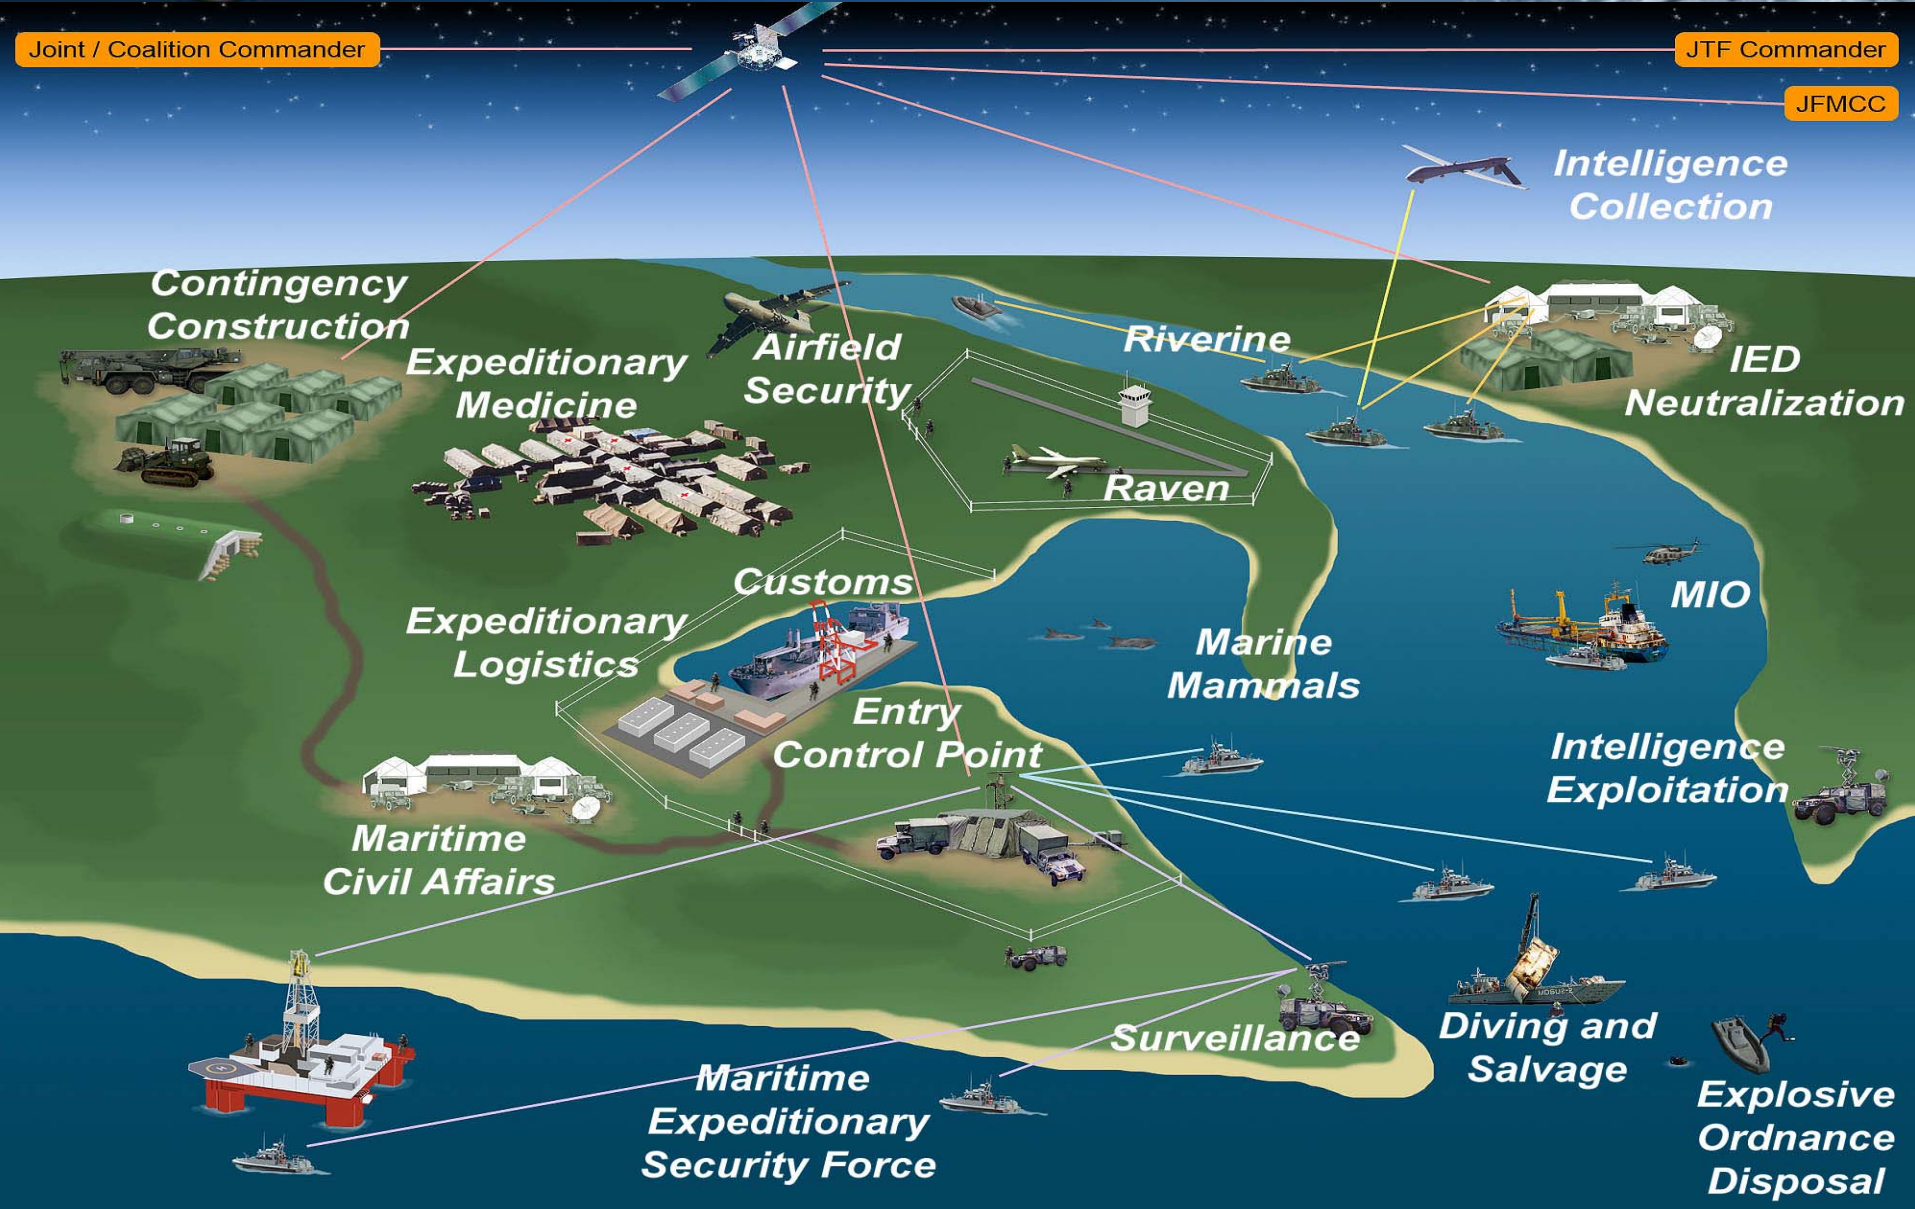 Joint / Coalition Commander
JTF Commander
JFMCC
Intelligence
Collection
Contingency
Construction
Expeditionary
Medicine
Airfield
Security
Riverine
IED
Neutralization
Raven
Customs
Expeditionary
Logistics
MIO
Marine
Mammals
Entry
Control Point
Intelligence
Exploitation
Maritime
Civil Affairs
MDSU2-2
Diving and
Salvage
Surveillance
Maritime
Expeditionary
Security Force
Explosive
Ordnance
Disposal
H